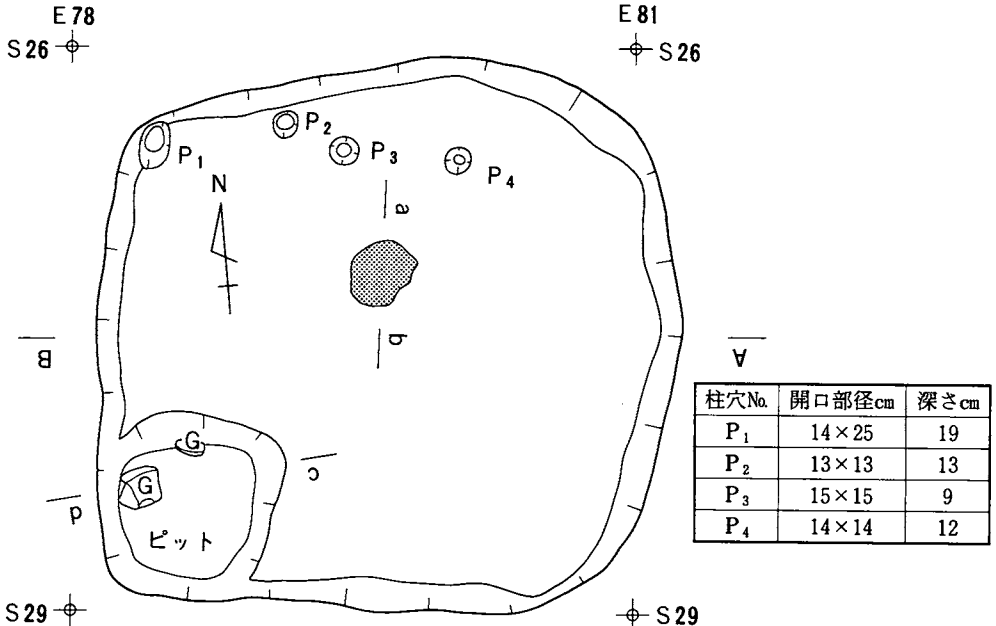 E78
E81
S26
S26
P₁
P₂
P₃
P₄
N
a
b
B
A
G
G
c
d
ピット
S29
S29
柱穴No. 開口部径cm 深さcm
P₁ 14×25 19
P₂ 13×13 13
P₃ 15×15 9
P₄ 14×14 12